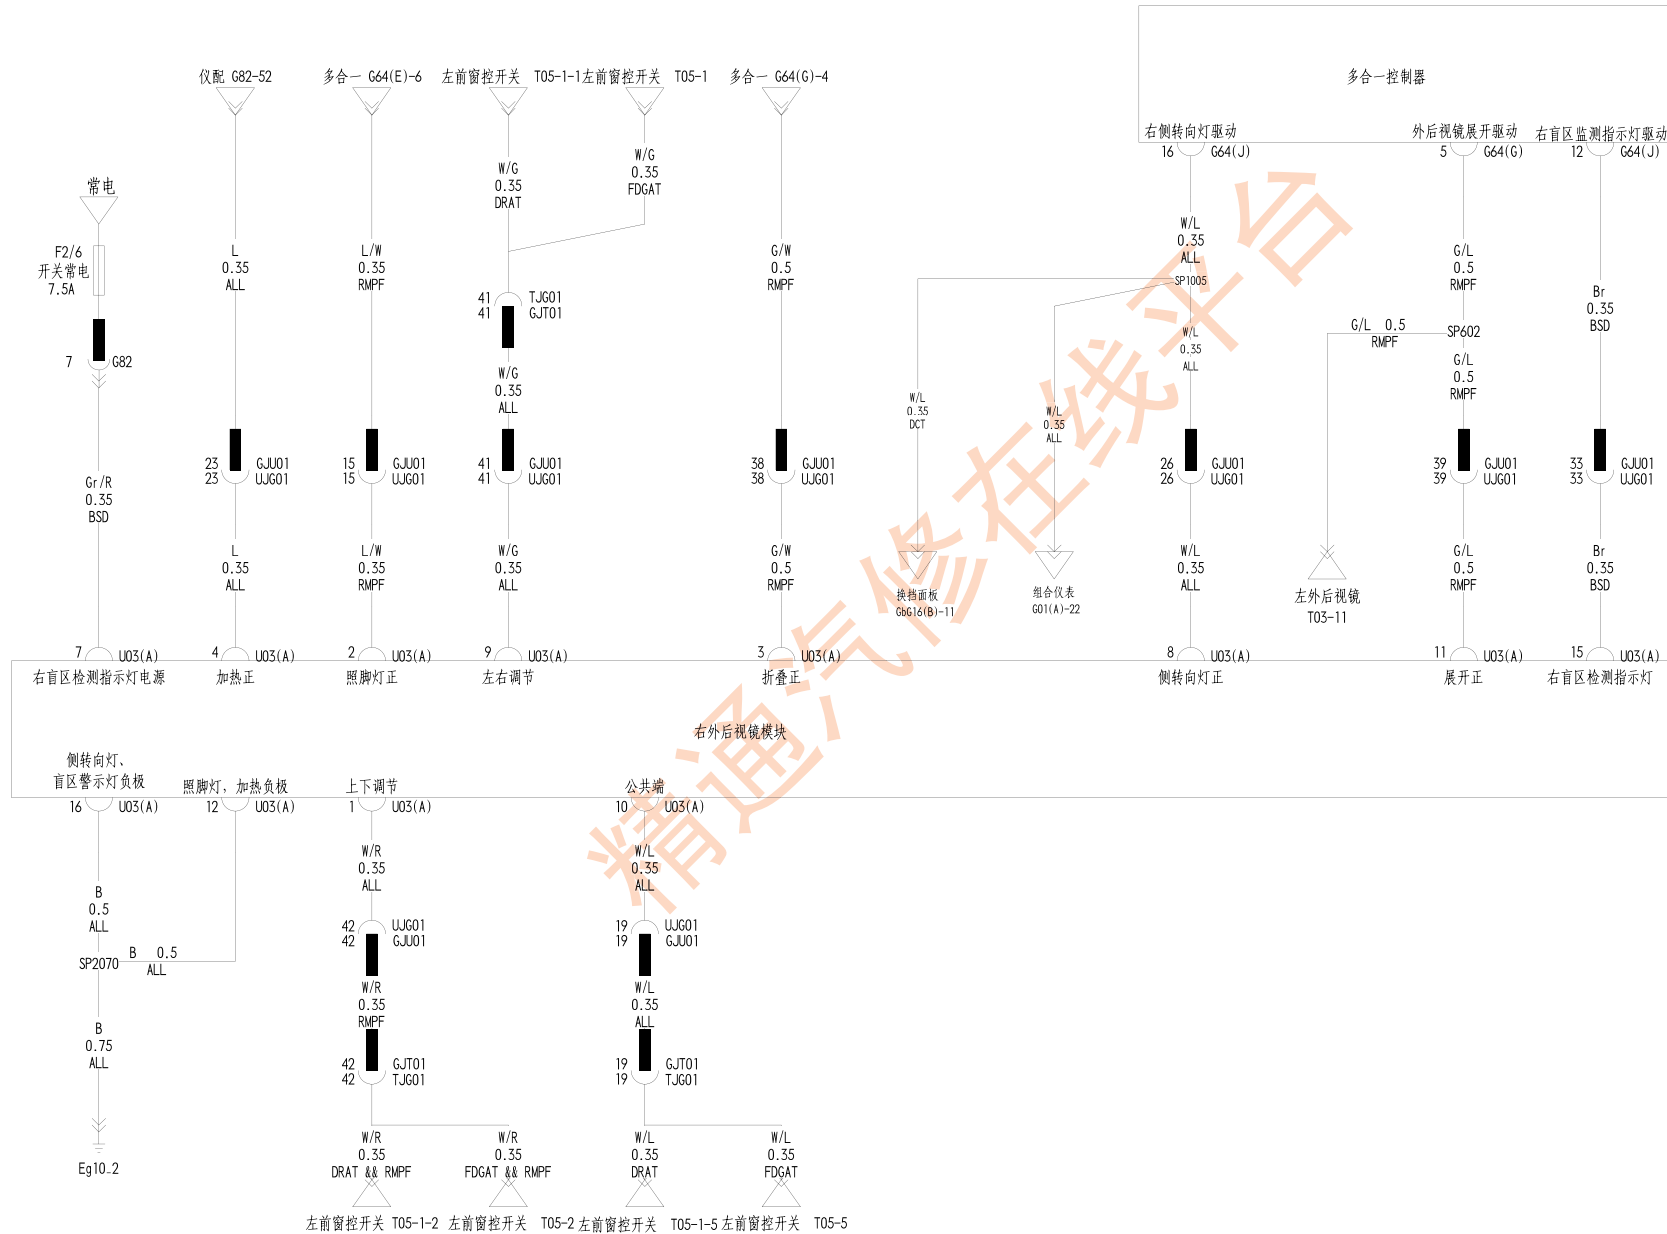 多合一控制器
仪配 G82-52
多合一 G64(E)-6
左前窗控开关 T05-1-1
左前窗控开关 T05-1
多合一 G64(G)-4
右侧转向灯驱动
外后视镜展开驱动
右盲区监测指示灯驱动
16 G64(J)
5 G64(G)
12 G64(J)
常电
F2/6
开关常电
7.5A
7 G82
Gr/R
0.35
BSD
L
0.35
ALL
L/W
0.35
RMPF
W/G
0.35
DRAT
W/G
0.35
FDGAT
G/W
0.5
RMPF
W/L
0.35
ALL
SP1005
G/L
0.5
RMPF
Br
0.35
BSD
41 TJG01
41 GJT01
W/L
0.35
ALL
G/L 0.5
RMPF
SP602
G/L
0.5
RMPF
W/G
0.35
ALL
W/L
0.35
DCT
W/L
0.35
ALL
23 GJU01
23 UJG01
15 GJU01
15 UJG01
41 GJU01
41 UJG01
38 GJU01
38 UJG01
26 GJU01
26 UJG01
39 GJU01
39 UJG01
33 GJU01
33 UJG01
L
0.35
ALL
L/W
0.35
RMPF
W/G
0.35
ALL
G/W
0.5
RMPF
换挡面板
GbG16(B)-11
组合仪表
G01(A)-22
W/L
0.35
ALL
左外后视镜
T03-11
G/L
0.5
RMPF
Br
0.35
BSD
7 U03(A)
4 U03(A)
2 U03(A)
9 U03(A)
3 U03(A)
8 U03(A)
11 U03(A)
15 U03(A)
右盲区检测指示灯电源
加热正
照脚灯正
左右调节
折叠正
侧转向灯正
展开正
右盲区检测指示灯
右外后视镜模块
侧转向灯、
盲区警示灯负极
照脚灯, 加热负极
上下调节
公共端
16 U03(A)
12 U03(A)
1 U03(A)
10 U03(A)
B
0.5
ALL
SP2070
B 0.5
ALL
B
0.75
ALL
Eg10_2
W/R
0.35
ALL
42 UJG01
42 GJU01
W/R
0.35
RMPF
42 GJT01
42 TJG01
W/L
0.35
ALL
19 UJG01
19 GJU01
W/L
0.35
ALL
19 GJT01
19 TJG01
W/R
0.35
DRAT && RMPF
W/R
0.35
FDGAT && RMPF
W/L
0.35
DRAT
W/L
0.35
FDGAT
左前窗控开关 T05-1-2
左前窗控开关 T05-2
左前窗控开关 T05-1-5
左前窗控开关 T05-5
精通汽修在线平台